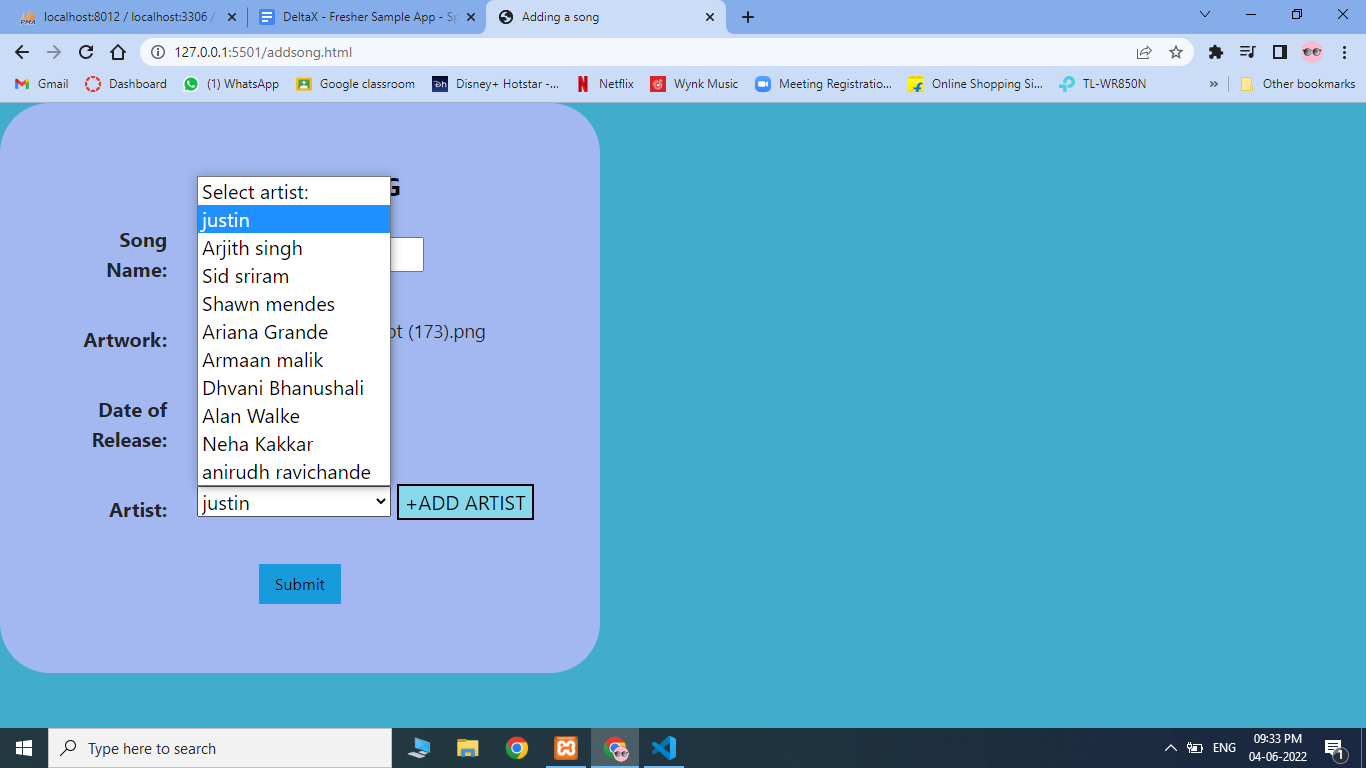 localhost:8012 / localhost:3306 /
DeltaX - Fresher Sample App - Sp
Adding a song
127.0.0.1:5501/addsong.html
Gmail
Dashboard
(1) WhatsApp
Google classroom
Disney+ Hotstar -...
Netflix
Wynk Music
Meeting Registratio...
Online Shopping Si...
TL-WR850N
Other bookmarks
Select artist:
justin
Arjith singh
Sid sriram
Shawn mendes
Ariana Grande
Armaan malik
Dhvani Bhanushali
Alan Walke
Neha Kakkar
anirudh ravichande
Song
Name:
Artwork:
(173).png
Date of
Release:
Artist:
justin
+ADD ARTIST
Submit
Type here to search
ENG
09:33 PM
04-06-2022
1